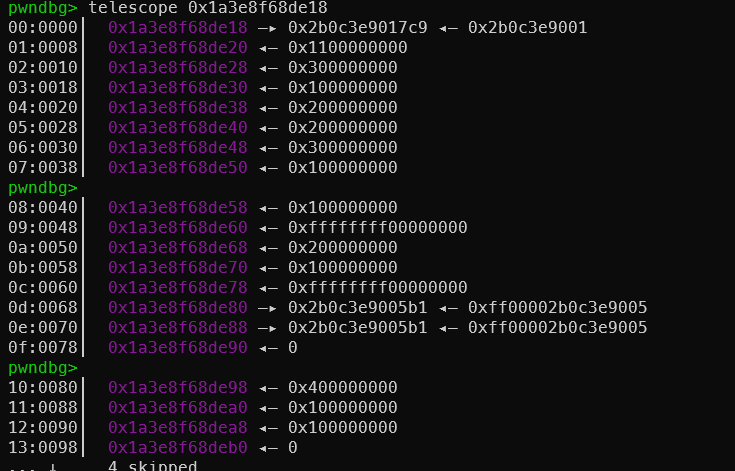 pwndbg> telescope 0x1a3e8f68de18
00:0000│ 0x1a3e8f68de18 —▸ 0x2b0c3e9017c9 ◂— 0x2b0c3e9001
01:0008│ 0x1a3e8f68de20 ◂— 0x1100000000
02:0010│ 0x1a3e8f68de28 ◂— 0x300000000
03:0018│ 0x1a3e8f68de30 ◂— 0x100000000
04:0020│ 0x1a3e8f68de38 ◂— 0x200000000
05:0028│ 0x1a3e8f68de40 ◂— 0x200000000
06:0030│ 0x1a3e8f68de48 ◂— 0x300000000
07:0038│ 0x1a3e8f68de50 ◂— 0x100000000
pwndbg>
08:0040│ 0x1a3e8f68de58 ◂— 0x100000000
09:0048│ 0x1a3e8f68de60 ◂— 0xffffffff00000000
0a:0050│ 0x1a3e8f68de68 ◂— 0x200000000
0b:0058│ 0x1a3e8f68de70 ◂— 0x100000000
0c:0060│ 0x1a3e8f68de78 ◂— 0xffffffff00000000
0d:0068│ 0x1a3e8f68de80 —▸ 0x2b0c3e9005b1 ◂— 0xff00002b0c3e9005
0e:0070│ 0x1a3e8f68de88 —▸ 0x2b0c3e9005b1 ◂— 0xff00002b0c3e9005
0f:0078│ 0x1a3e8f68de90 ◂— 0
pwndbg>
10:0080│ 0x1a3e8f68de98 ◂— 0x400000000
11:0088│ 0x1a3e8f68dea0 ◂— 0x100000000
12:0090│ 0x1a3e8f68dea8 ◂— 0x100000000
13:0098│ 0x1a3e8f68deb0 ◂— 0
... ↓ 4 skipped